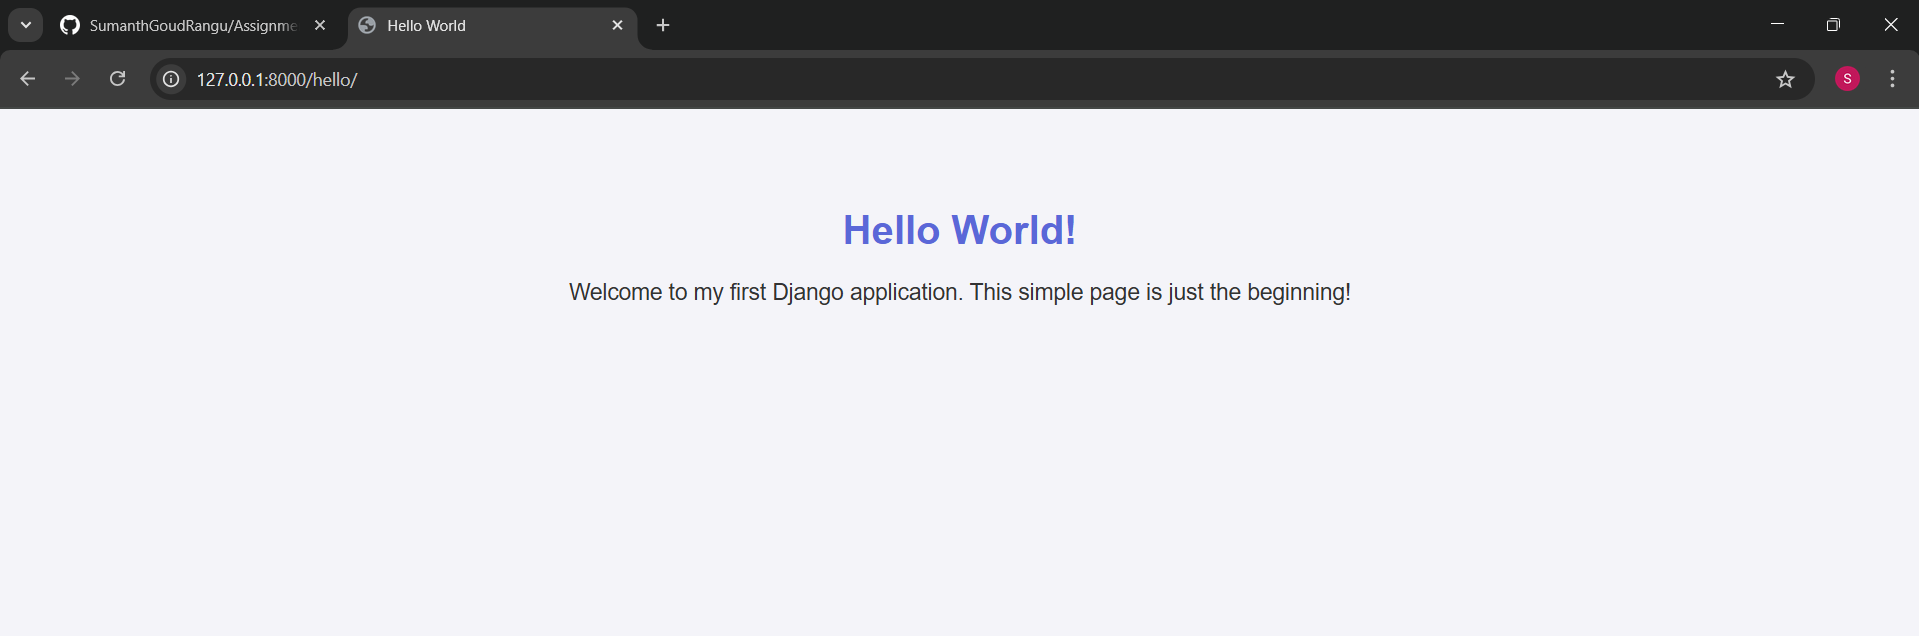 SumanthGoudRangu/Assignme
Hello World
127.0.0.1:8000/hello/
S
Hello World!
Welcome to my first Django application. This simple page is just the beginning!